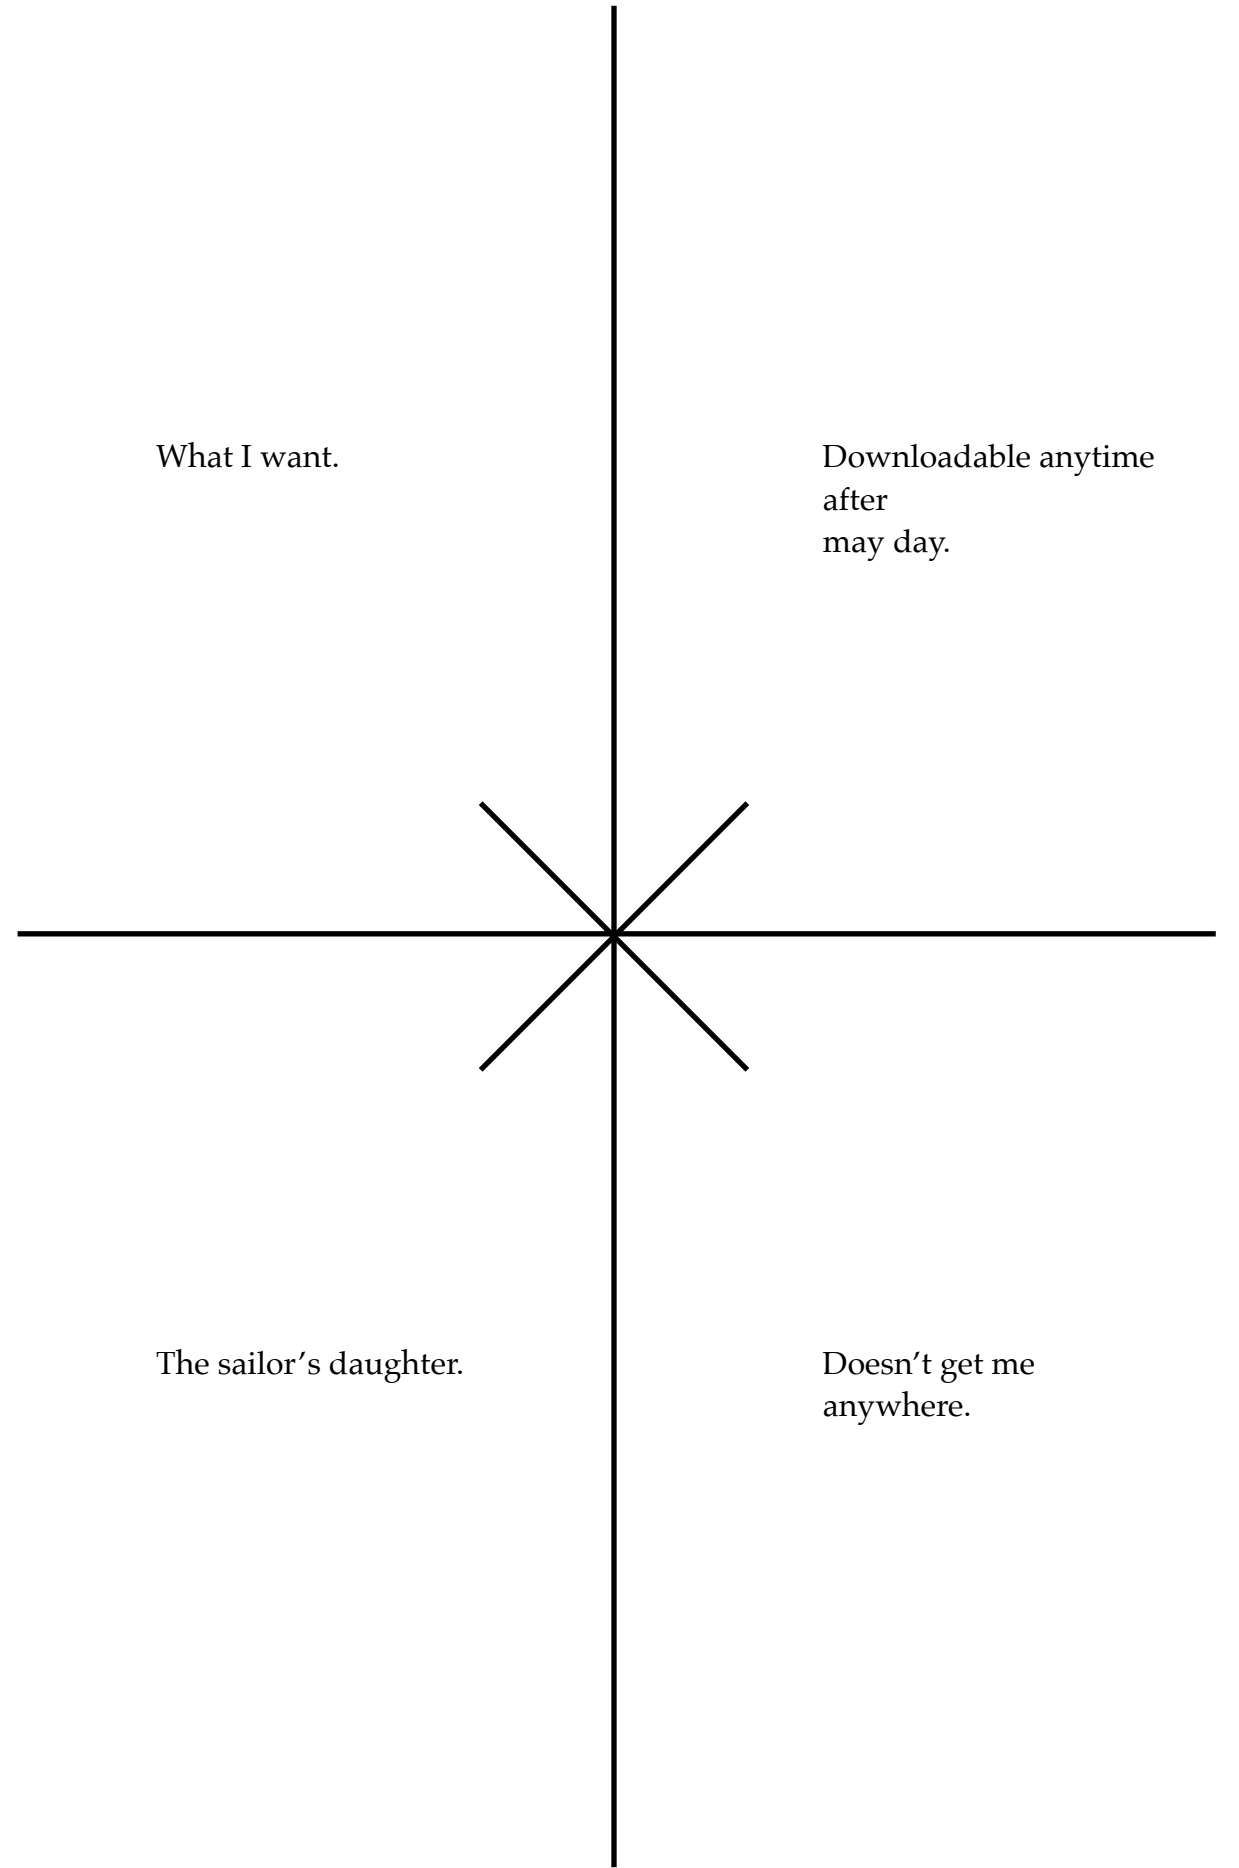 What I want.
Downloadable anytime
after
may day.
The sailor's daughter.
Doesn't get me
anywhere.